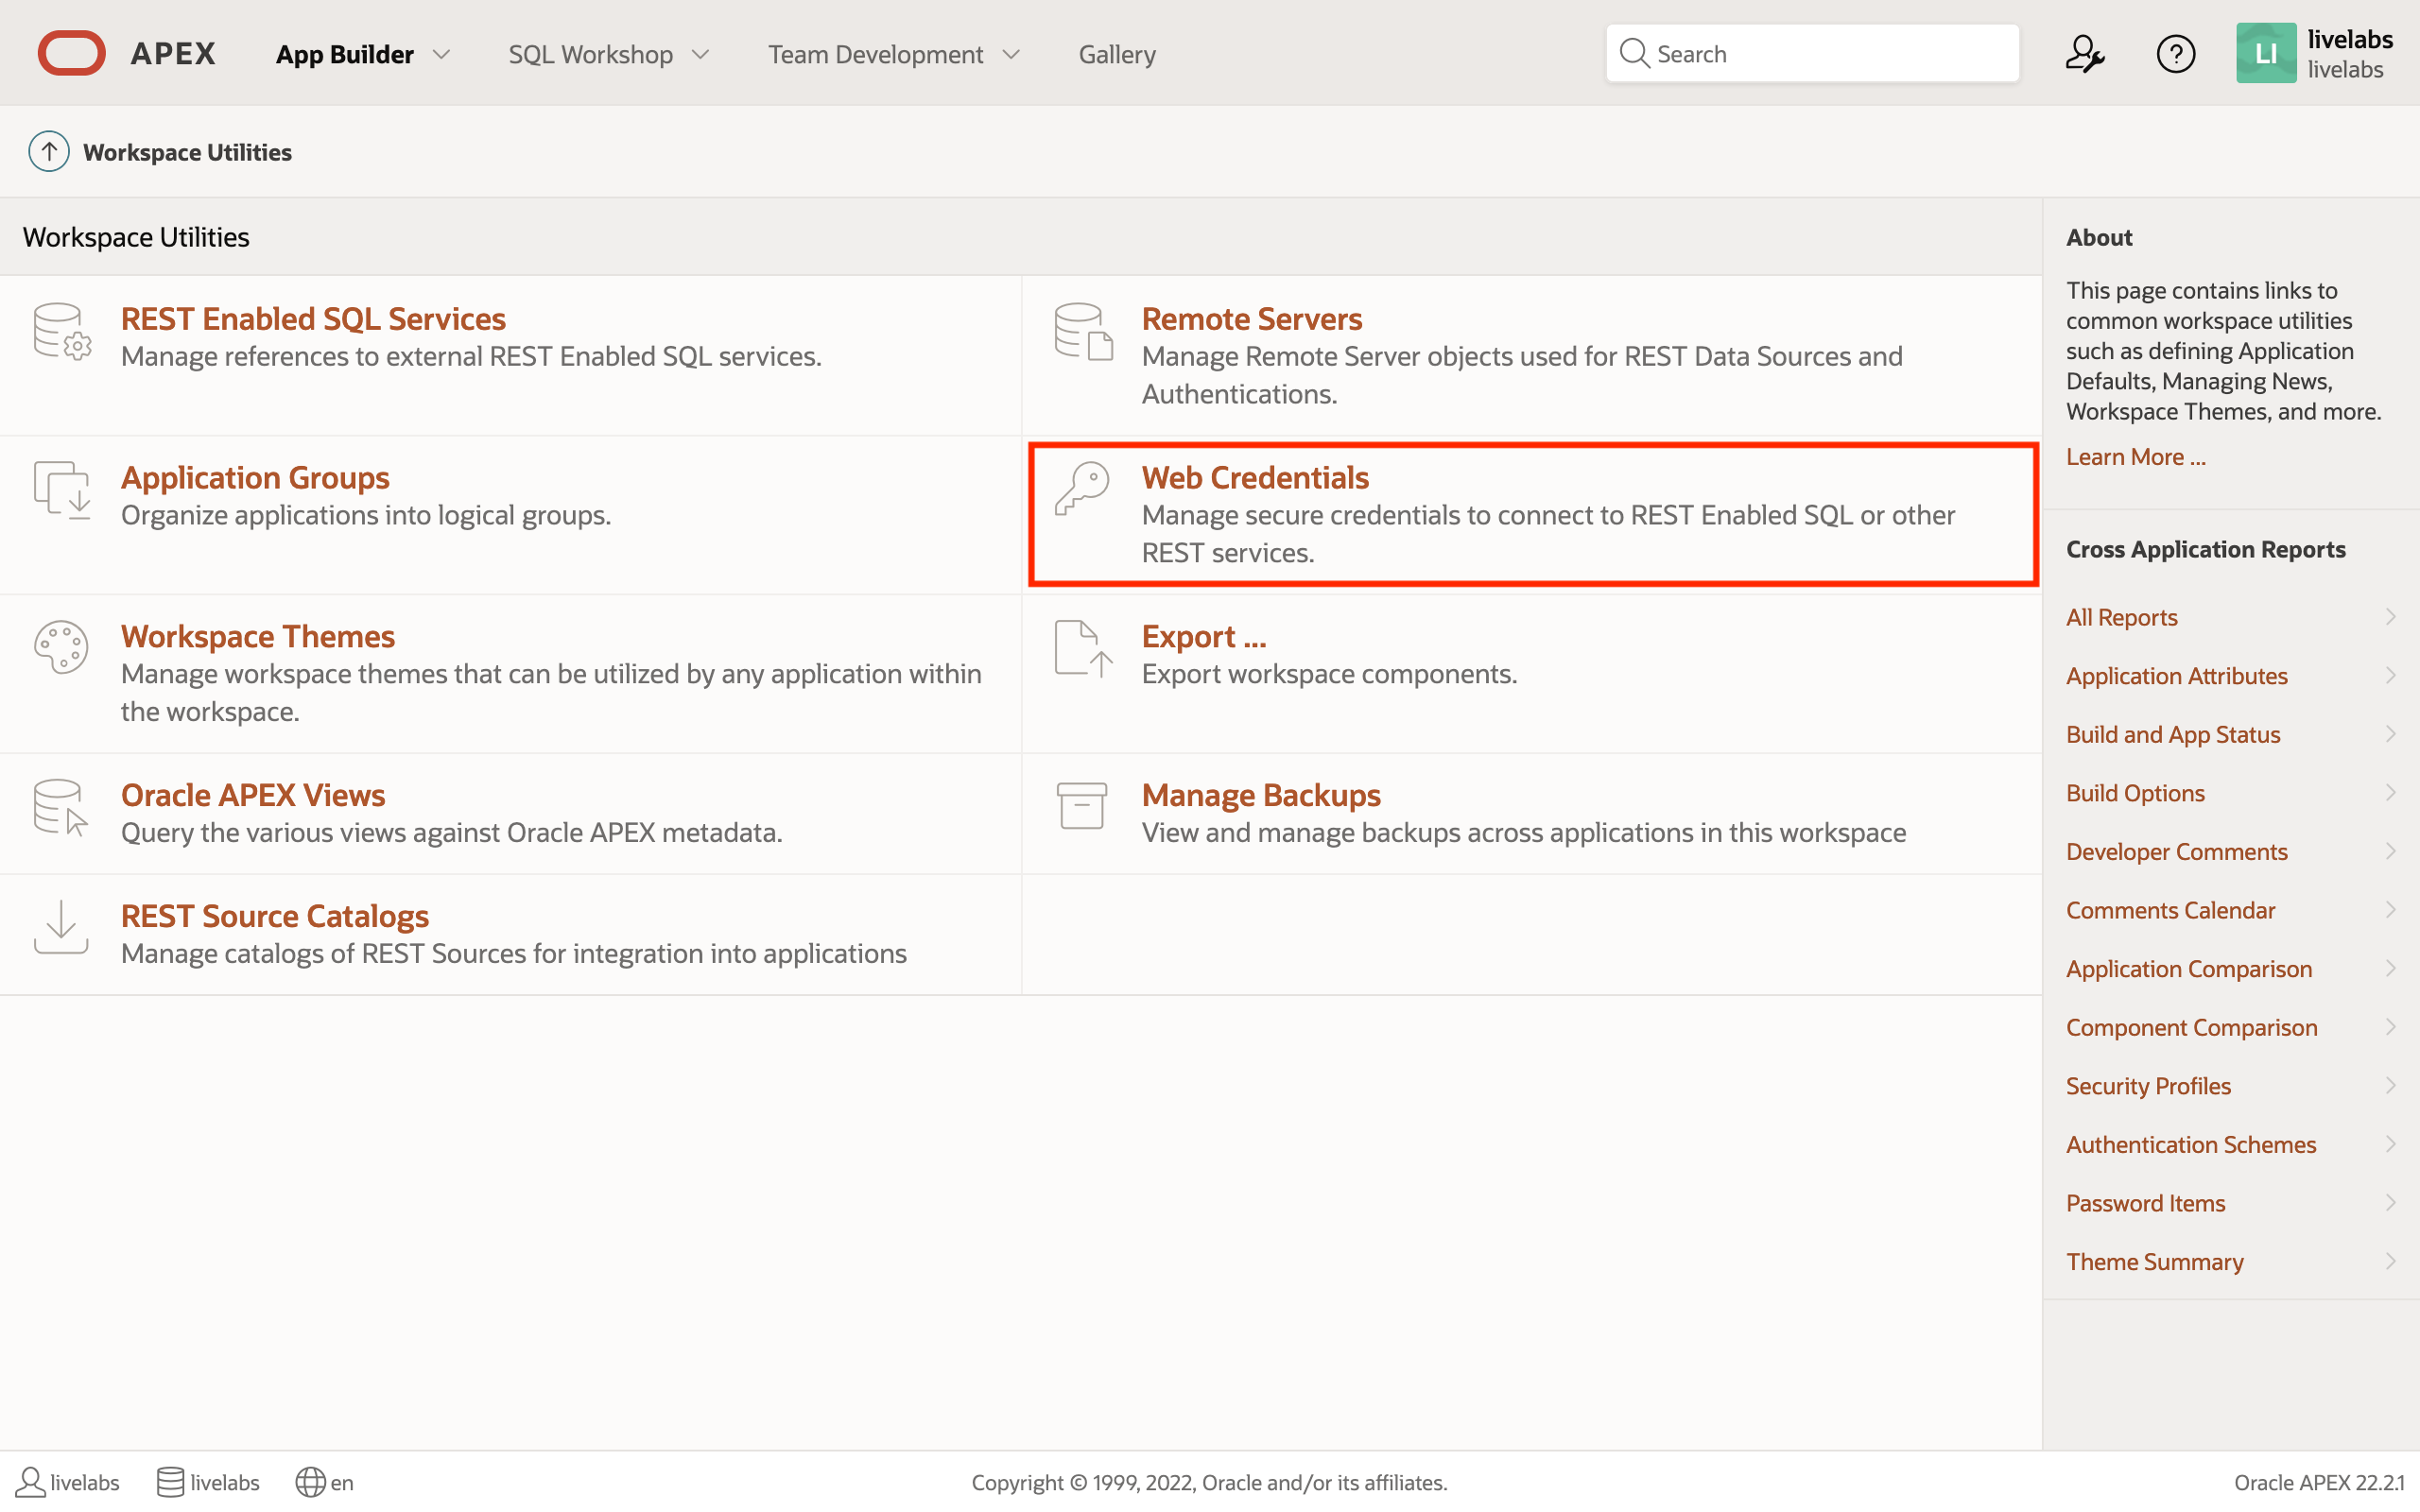 APEX App Builder SQL Workshop Team Development Gallery Search ? LI livelabs
livelabs
Workspace Utilities
Workspace Utilities
REST Enabled SQL Services
Manage references to external REST Enabled SQL services.
Remote Servers
Manage Remote Server objects used for REST Data Sources and
Authentications.
Application Groups
Organize applications into logical groups.
Web Credentials
Manage secure credentials to connect to REST Enabled SQL or other
REST services.
Workspace Themes
Manage workspace themes that can be utilized by any application within
the workspace.
Export ...
Export workspace components.
Oracle APEX Views
Query the various views against Oracle APEX metadata.
Manage Backups
View and manage backups across applications in this workspace
REST Source Catalogs
Manage catalogs of REST Sources for integration into applications
About
This page contains links to
common workspace utilities
such as defining Application
Defaults, Managing News,
Workspace Themes, and more.
Learn More ...
Cross Application Reports
All Reports
Application Attributes
Build and App Status
Build Options
Developer Comments
Comments Calendar
Application Comparison
Component Comparison
Security Profiles
Authentication Schemes
Password Items
Theme Summary
livelabs livelabs en Copyright © 1999, 2022, Oracle and/or its affiliates. Oracle APEX 22.2.1